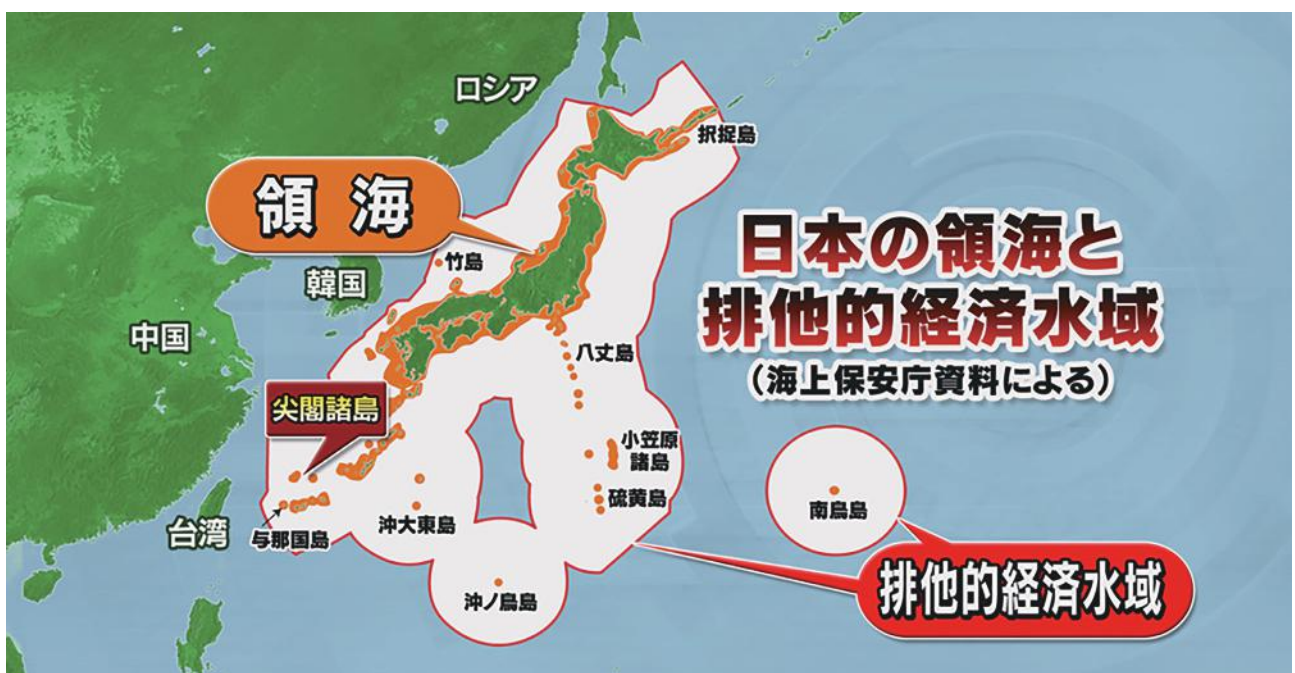 ロシア
択捉島
領海
日本の領海と
排他的経済水域
（海上保安庁資料による）
竹島
韓国
中国
八丈島
尖閣諸島
小笠原
諸島
硫黄島
南鳥島
台湾
与那国島
沖大東島
沖ノ鳥島
排他的経済水域